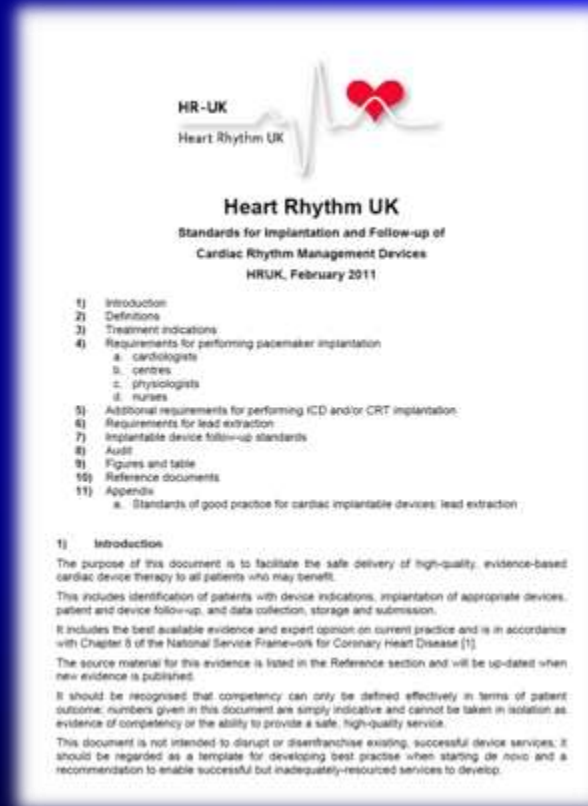 HR-UK
Heart Rhythm UK
Heart Rhythm UK
Standards for Implantation and Follow-up of
Cardiac Rhythm Management Devices
HRUK, February 2011
1) Introduction
2) Definitions
3) Treatment indications
4) Requirements for performing pacemaker implantation
a. cardiologists
b. centres
c. physiologists
d. nurses
5) Additional requirements for performing ICD and/or CRT implantation
6) Requirements for lead extraction
7) Implantable device follow-up standards
8) Audit
9) Figures and table
10) Reference documents
11) Appendix
a. Standards of good practice for cardiac implantable devices: lead extraction
1) Introduction
The purpose of this document is to facilitate the safe delivery of high-quality, evidence-based
cardiac device therapy to all patients who may benefit.
This includes identification of patients with device indications, implantation of appropriate devices,
patient and device follow-up, and data collection, storage and submission.
It includes the best available evidence and expert opinion on current practice and is in accordance
with Chapter 8 of the National Service Framework for Coronary Heart Disease [1].
The source material for this evidence is listed in the Reference section and will be up-dated when
new evidence is published.
It should be recognised that competency can only be defined effectively in terms of patient
outcome; numbers given in this document are simply indicative and cannot be taken in isolation as
evidence of competency or the ability to provide a safe, high-quality service.
This document is not intended to disrupt or disenfranchise existing, successful device services; it
should be regarded as a template for developing best practise when starting de novo and a
recommendation to enable successful but inadequately-resourced services to develop.